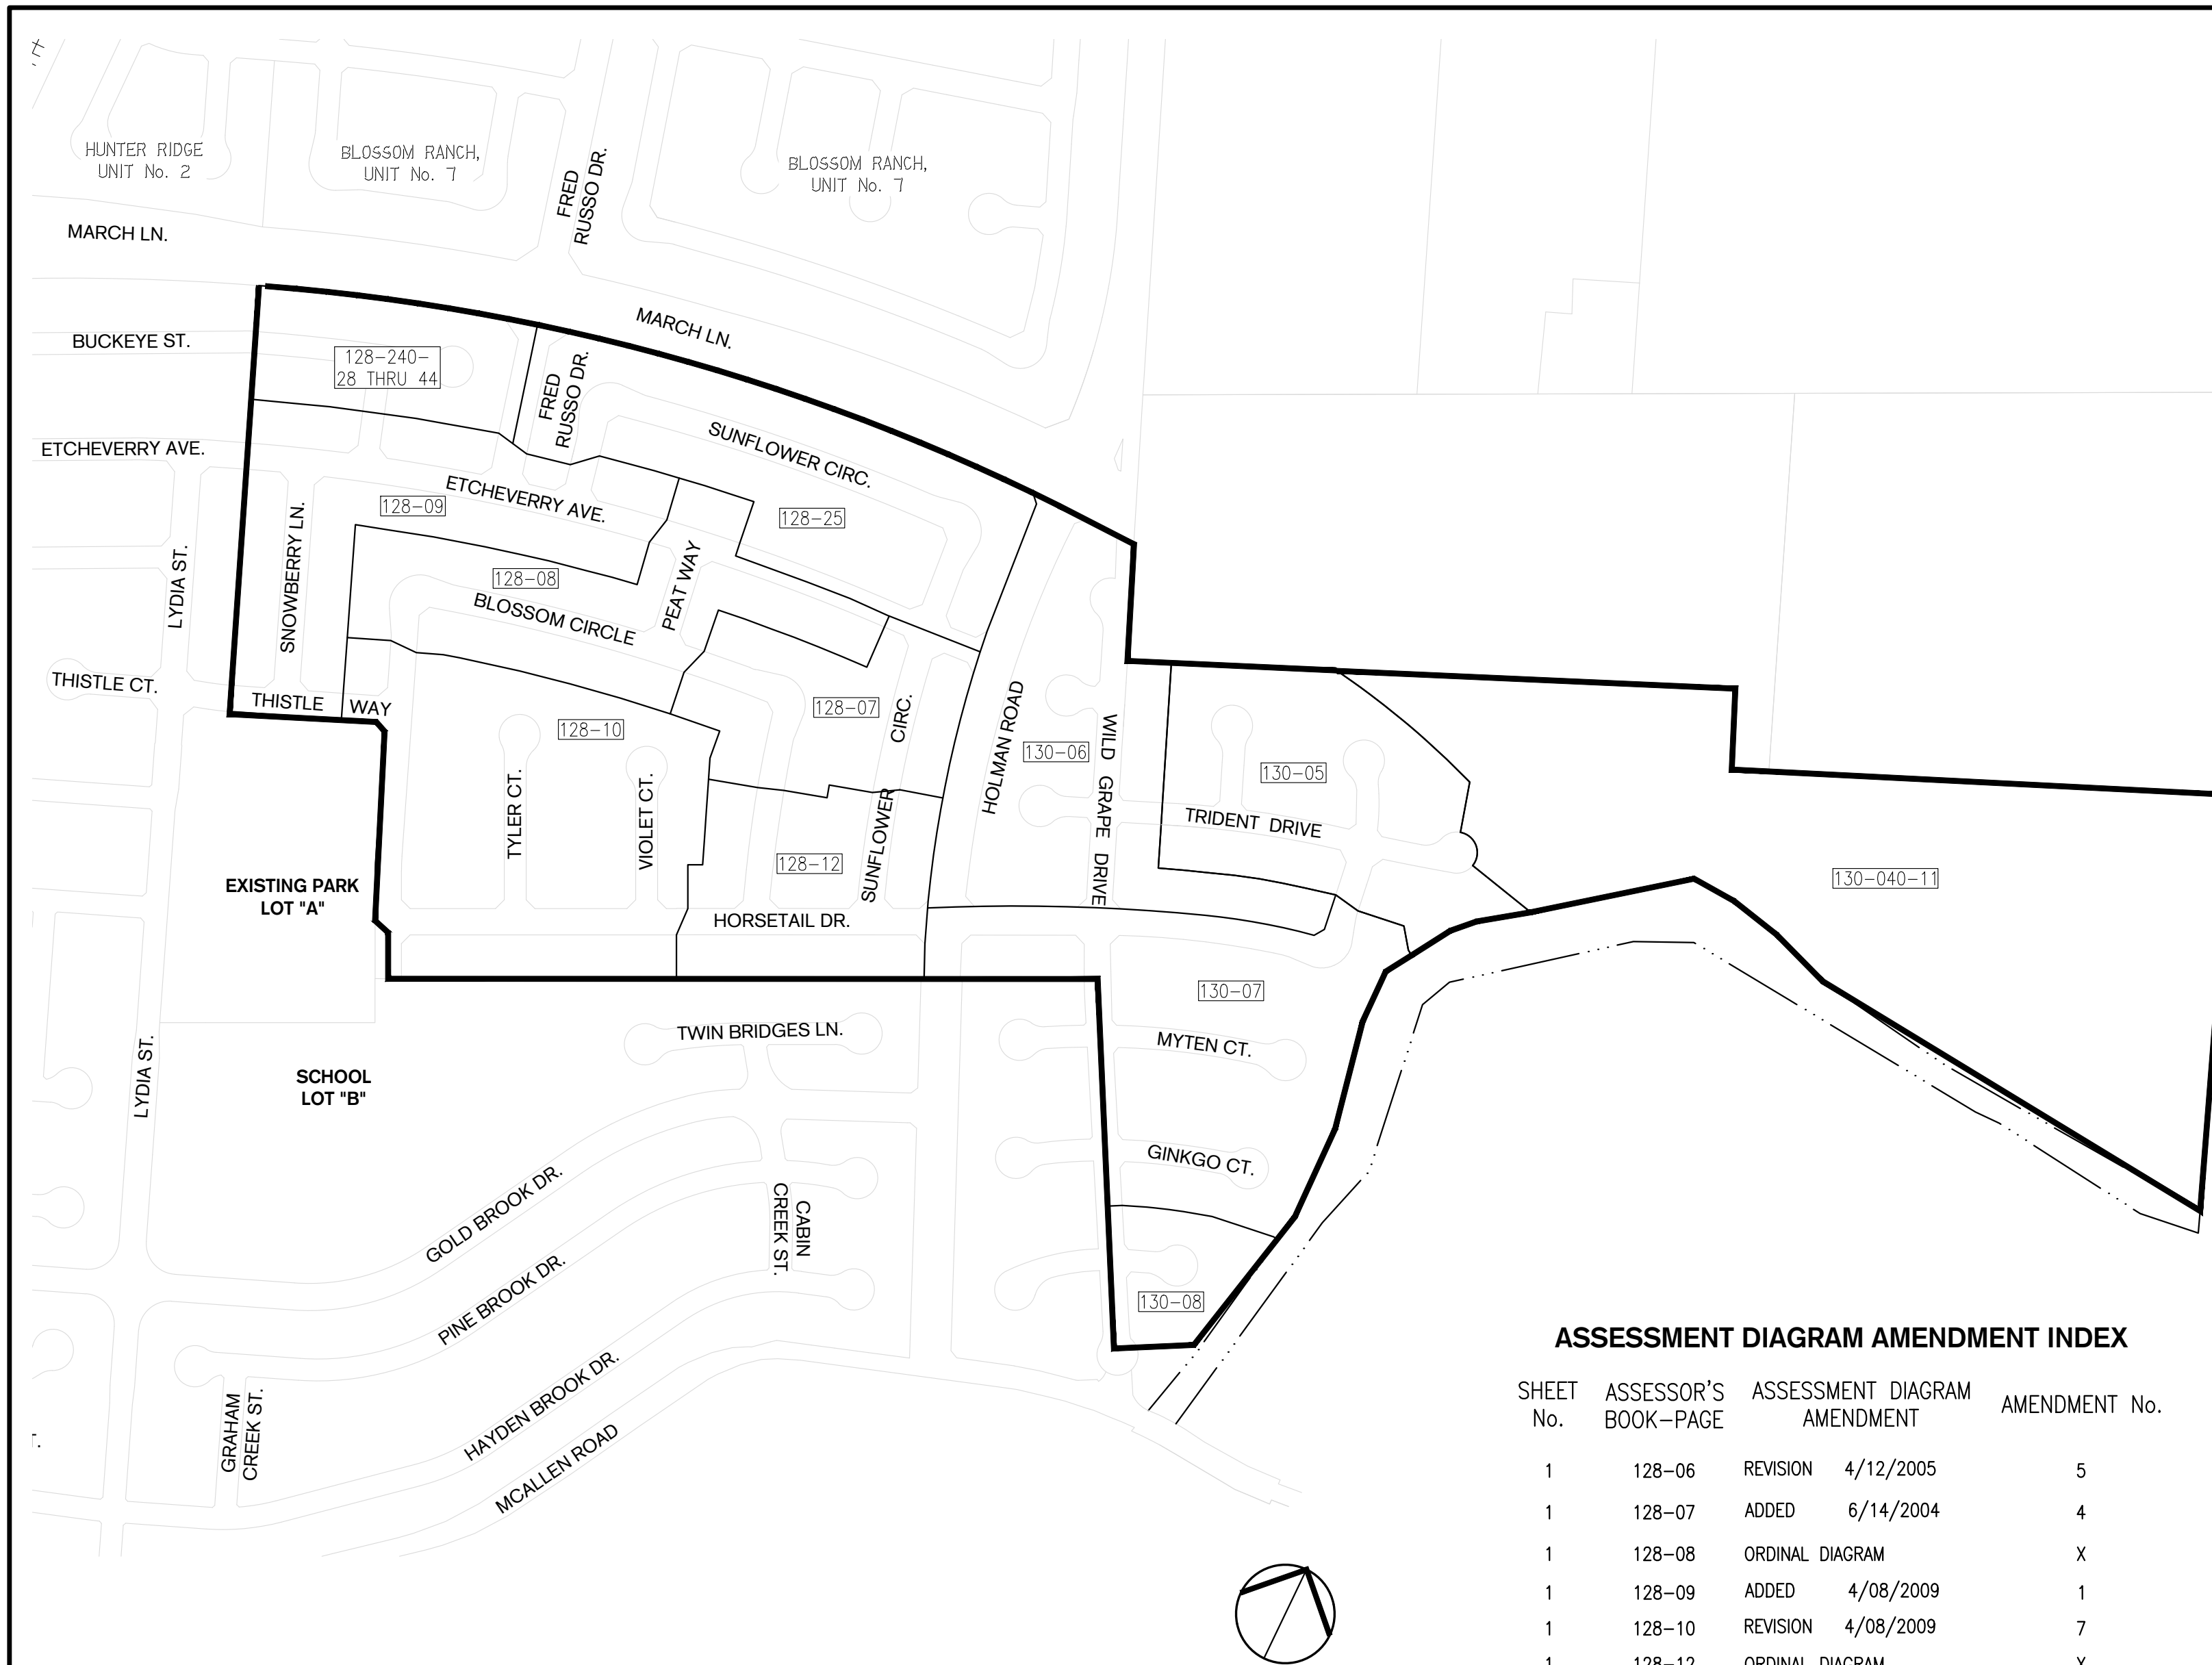 HUNTER RIDGE
UNIT No. 2
BLOSSOM RANCH,
UNIT No. 7
FRED
RUSSO DR.
BLOSSOM RANCH,
UNIT No. 7
MARCH LN.
MARCH LN.
BUCKEYE ST.
128-240-
28 THRU 44
FRED
RUSSO DR.
SUNFLOWER CIRC.
ETCHEVERRY AVE.
ETCHEVERRY AVE.
128-09
128-25
SNOWBERRY LN.
LYDIA ST.
128-08
PEAT WAY
BLOSSOM CIRCLE
THISTLE CT.
THISTLE WAY
128-10
128-07
CIRC.
SUNFLOWER
HOLMAN ROAD
130-06
WILD GRAPE DRIVE
130-05
TRIDENT DRIVE
TYLER CT.
VIOLET CT.
128-12
130-040-11
EXISTING PARK
LOT "A"
HORSETAIL DR.
130-07
TWIN BRIDGES LN.
MYTEN CT.
SCHOOL
LOT "B"
LYDIA ST.
GINKGO CT.
GOLD BROOK DR.
CABIN
CREEK ST.
PINE BROOK DR.
130-08
HAYDEN BROOK DR.
GRAHAM
CREEK ST.
MCALLEN ROAD
T.
ASSESSMENT DIAGRAM AMENDMENT INDEX
SHEET No. ASSESSOR'S BOOK-PAGE ASSESSMENT DIAGRAM AMENDMENT AMENDMENT No.
1 128-06 REVISION 4/12/2005 5
1 128-07 ADDED 6/14/2004 4
1 128-08 ORDINAL DIAGRAM X
1 128-09 ADDED 4/08/2009 1
1 128-10 REVISION 4/08/2009 7
1 128-12 ORDINAL DIAGRAM X